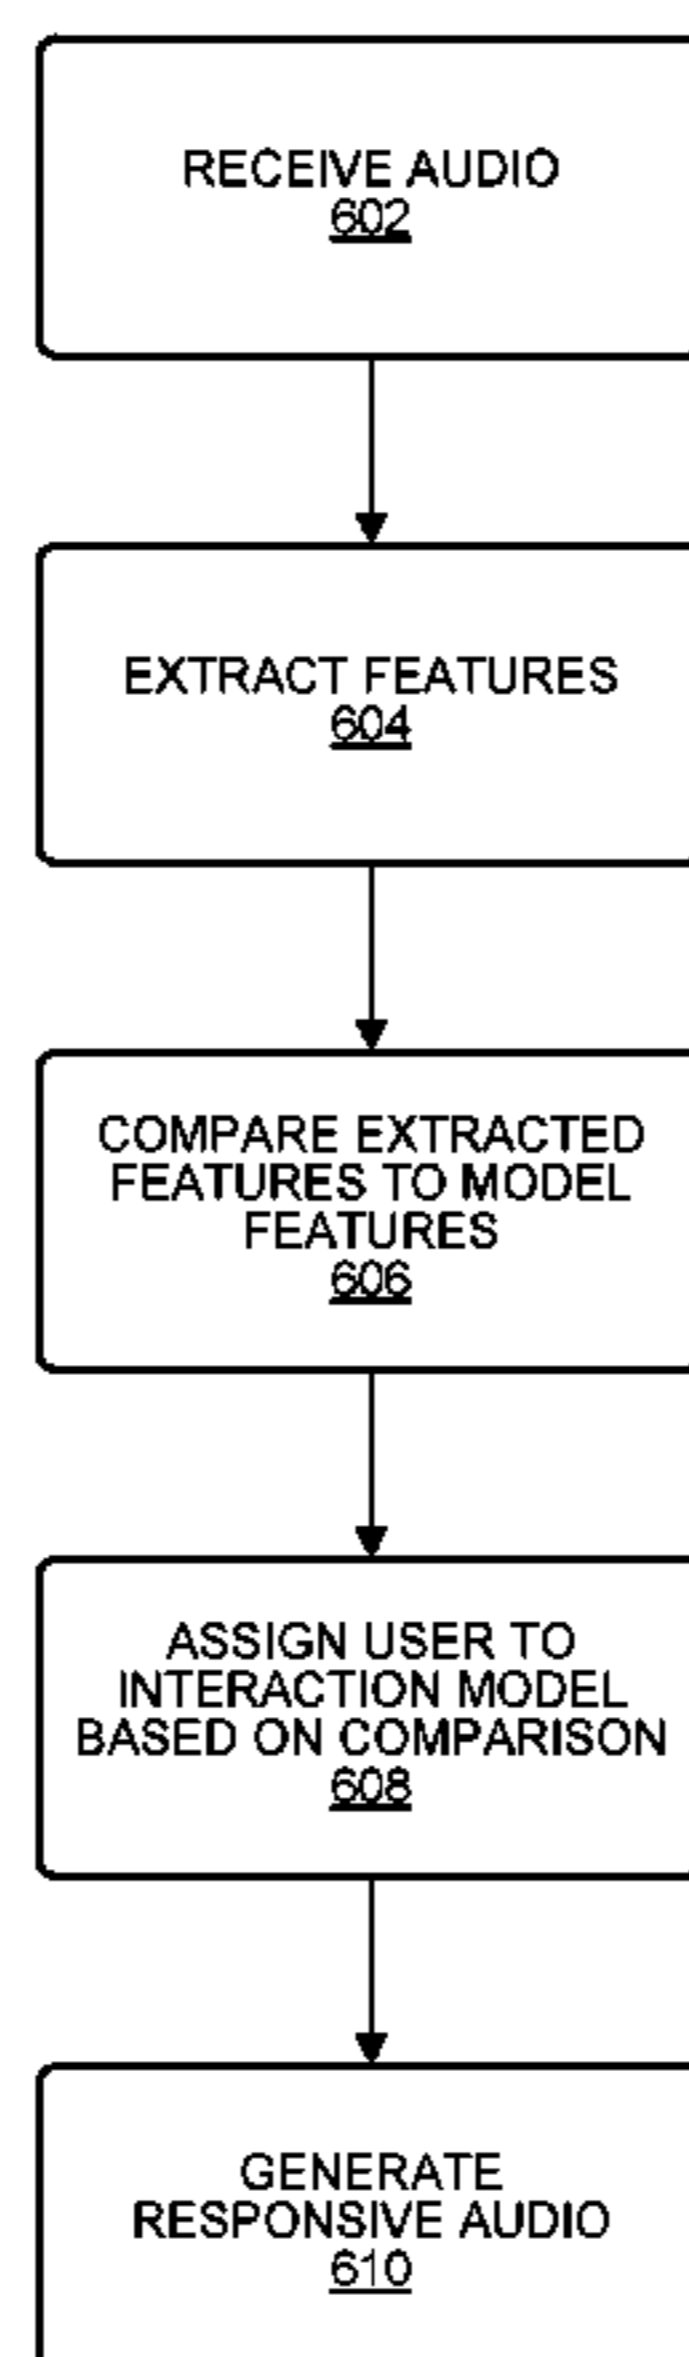 RECEIVE AUDIO
602
EXTRACT FEATURES
604
COMPARE EXTRACTED
FEATURES TO MODEL
FEATURES
606
ASSIGN USER TO
INTERACTION MODEL
BASED ON COMPARISON
608
GENERATE
RESPONSIVE AUDIO
610